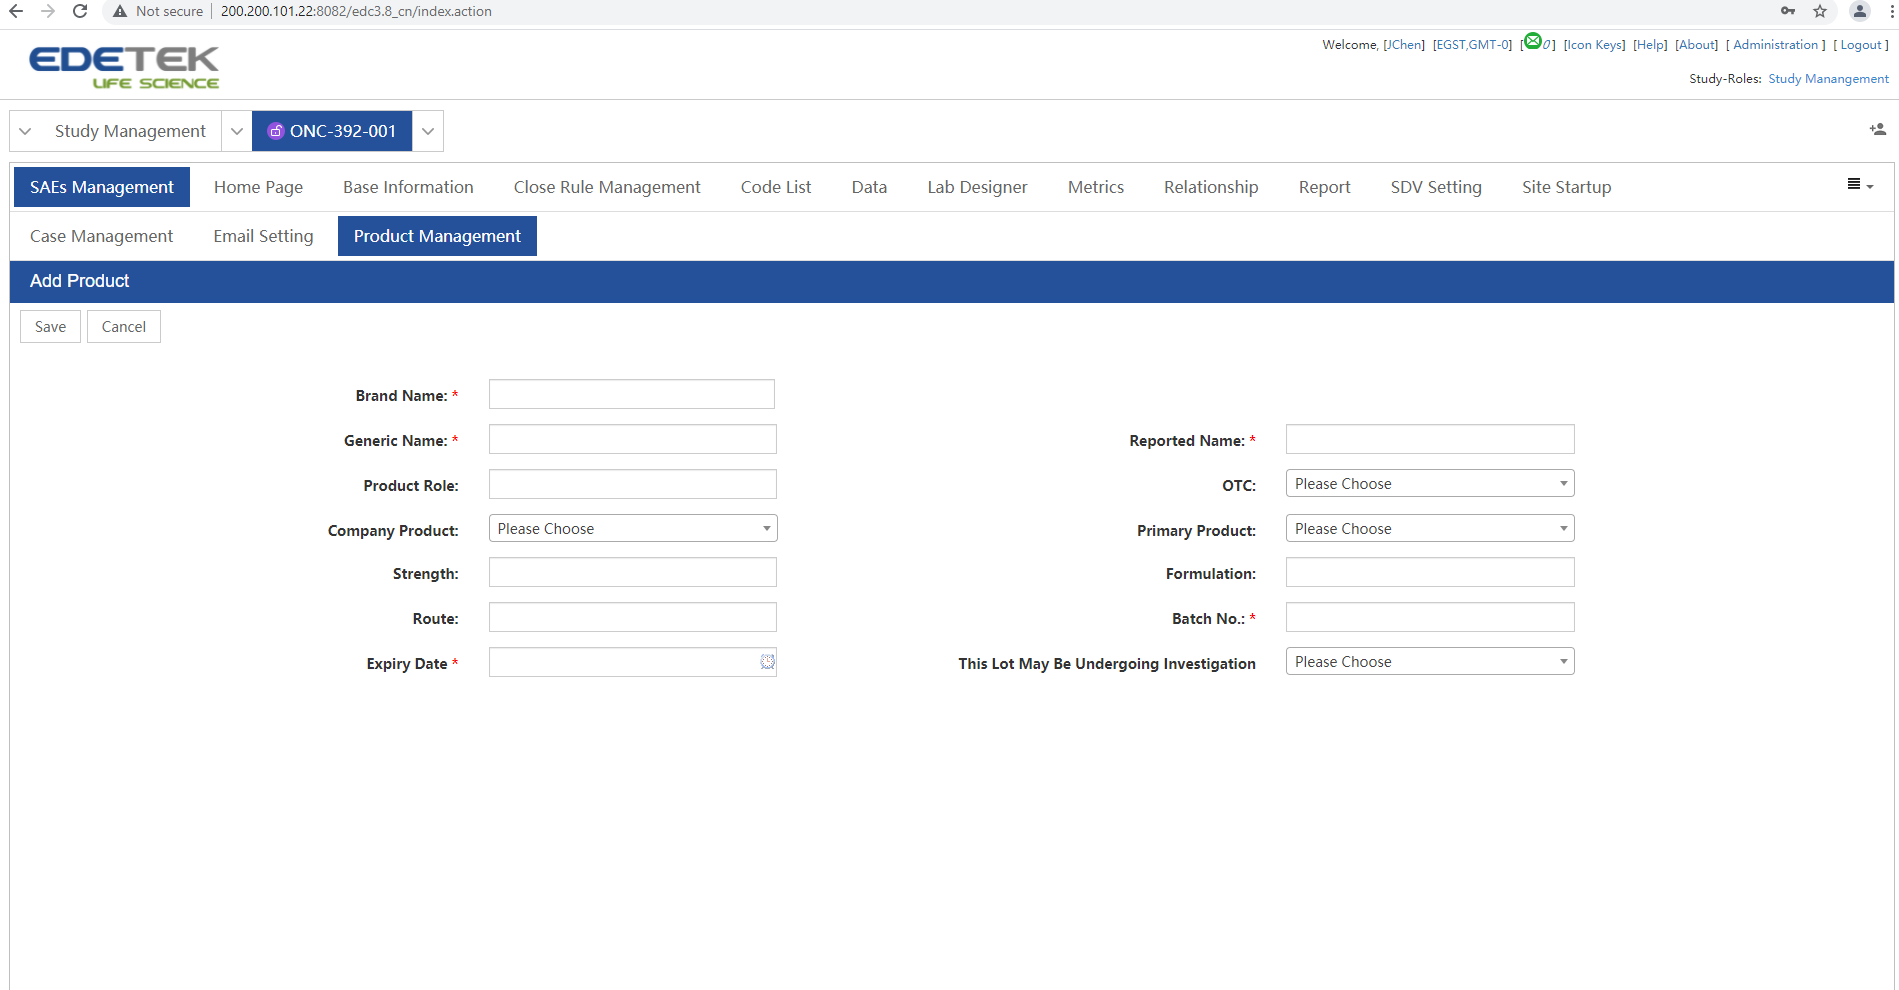 Not secure | 200.200.101.22:8082/edc3.8_cn/index.action
EDETEK
LIFE SCIENCE
Welcome, [JChen] [EGST,GMT-0] [0] [Icon Keys] [Help] [About] [ Administration ] [ Logout ]
Study-Roles: Study Mangement
Study Management ONC-392-001
SAEs Management Home Page Base Information Close Rule Management Code List Data Lab Designer Metrics Relationship Report SDV Setting Site Startup
Case Management Email Setting Product Management
Add Product
Save Cancel
Brand Name: *
Generic Name: * Reported Name: *
Product Role: OTC: Please Choose
Company Product: Please Choose Primary Product: Please Choose
Strength: Formulation:
Route: Batch No.: *
Expiry Date * This Lot May Be Undergoing Investigation Please Choose